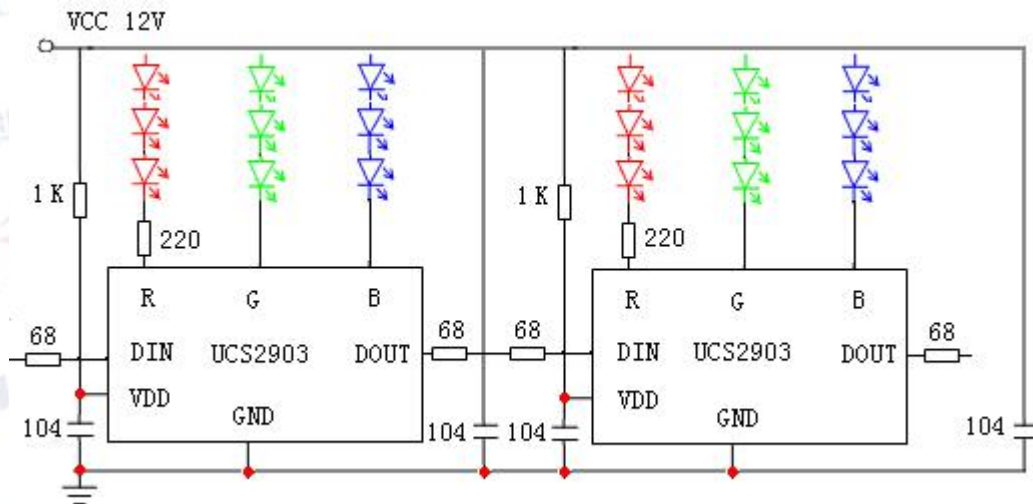 VCC 12V
1K 1K
220 220
R G B R G B
68 DIN UCS2903 DOUT 68 68 DIN UCS2903 DOUT 68
VDD VDD
104 GND 104 104 GND 104